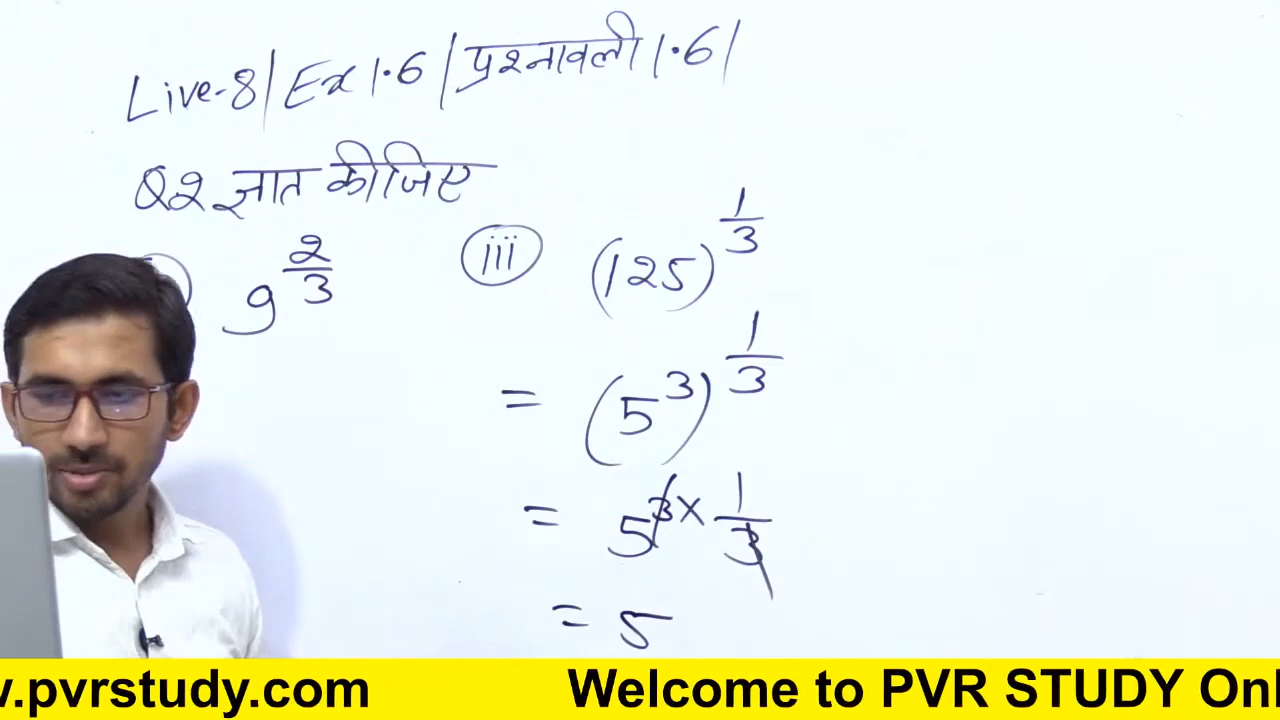 Live-8| Ex 1.6 | प्रश्नावली 1.6|
Q2 ज्ञात कीजिए
9^(2/3)
(iii) (125)^(1/3)
= (5^3)^(1/3)
= 5^(3 × 1/3)
= 5
v.pvrstudy.com Welcome to PVR STUDY Onl